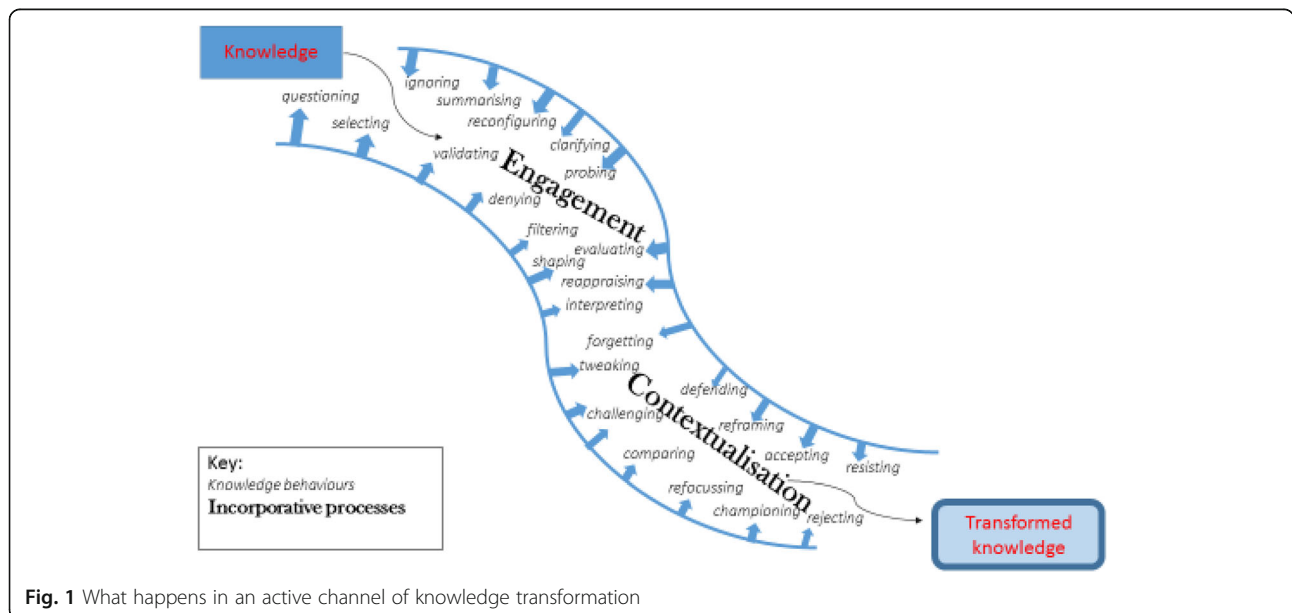 Knowledge
ignoring
summarising
questioning
reconfiguring
selecting
clarifying
validating
probing
Engagement
denying
filtering
evaluating
shaping
reappraising
interpreting
forgetting
tweaking
defending
Contextualisation
challenging
reframing
accepting
comparing
resisting
refocussing
championing
rejecting
Transformed
knowledge
Key:
Knowledge behaviours
Incorporative processes
Fig. 1 What happens in an active channel of knowledge transformation